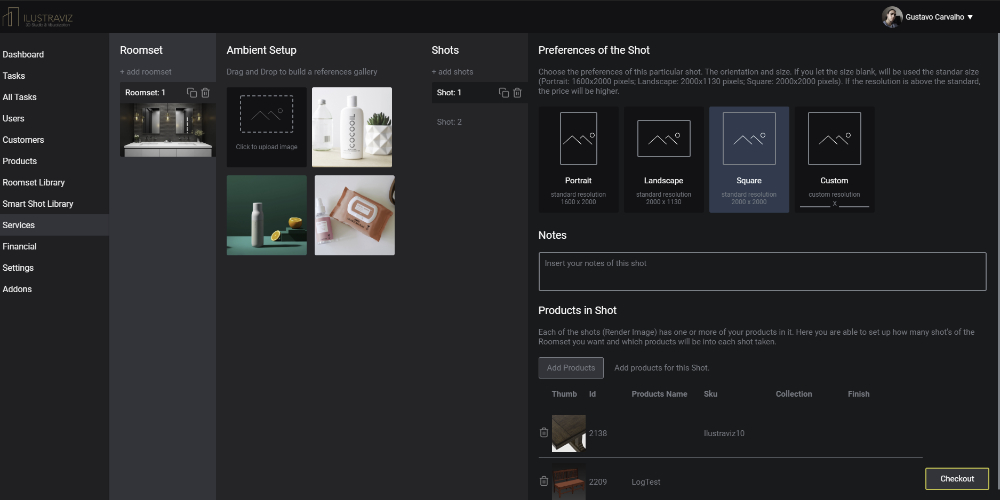 ILUSTRAVIZ
3D Studio & Illustration
Gustavo Carvalho ▼
Dashboard
Tasks
All Tasks
Users
Customers
Products
Roomset Library
Smart Shot Library
Services
Financial
Settings
Addons
Roomset
+ add roomset
Roomset: 1
Ambient Setup
Drag and Drop to build a references gallery
Click to upload image
COCOOIL
Shots
+ add shots
Shot: 1
Shot: 2
Preferences of the Shot
Choose the preferences of this particular shot. The orientation and size. If you let the size blank, will be used the standar size
(Portrait: 1600x2000 pixels; Landscape: 2000x1130 pixels; Square: 2000x2000 pixels). If the resolution is above the standard,
the price will be higher.
Portrait
standard resolution
1600 x 2000
Landscape
standard resolution
2000 x 1130
Square
standard resolution
2000 x 2000
Custom
custom resolution
X
Notes
Insert your notes of this shot
Products in Shot
Each of the shots (Render Image) has one or more of your products in it. Here you are able to set up how many shot's of the
Roomset you want and which products will be into each shot taken.
Add Products
Add products for this Shot.
Thumb Id Products Name Sku Collection Finish
2138 Ilustraviz10
2209 LogTest
Checkout